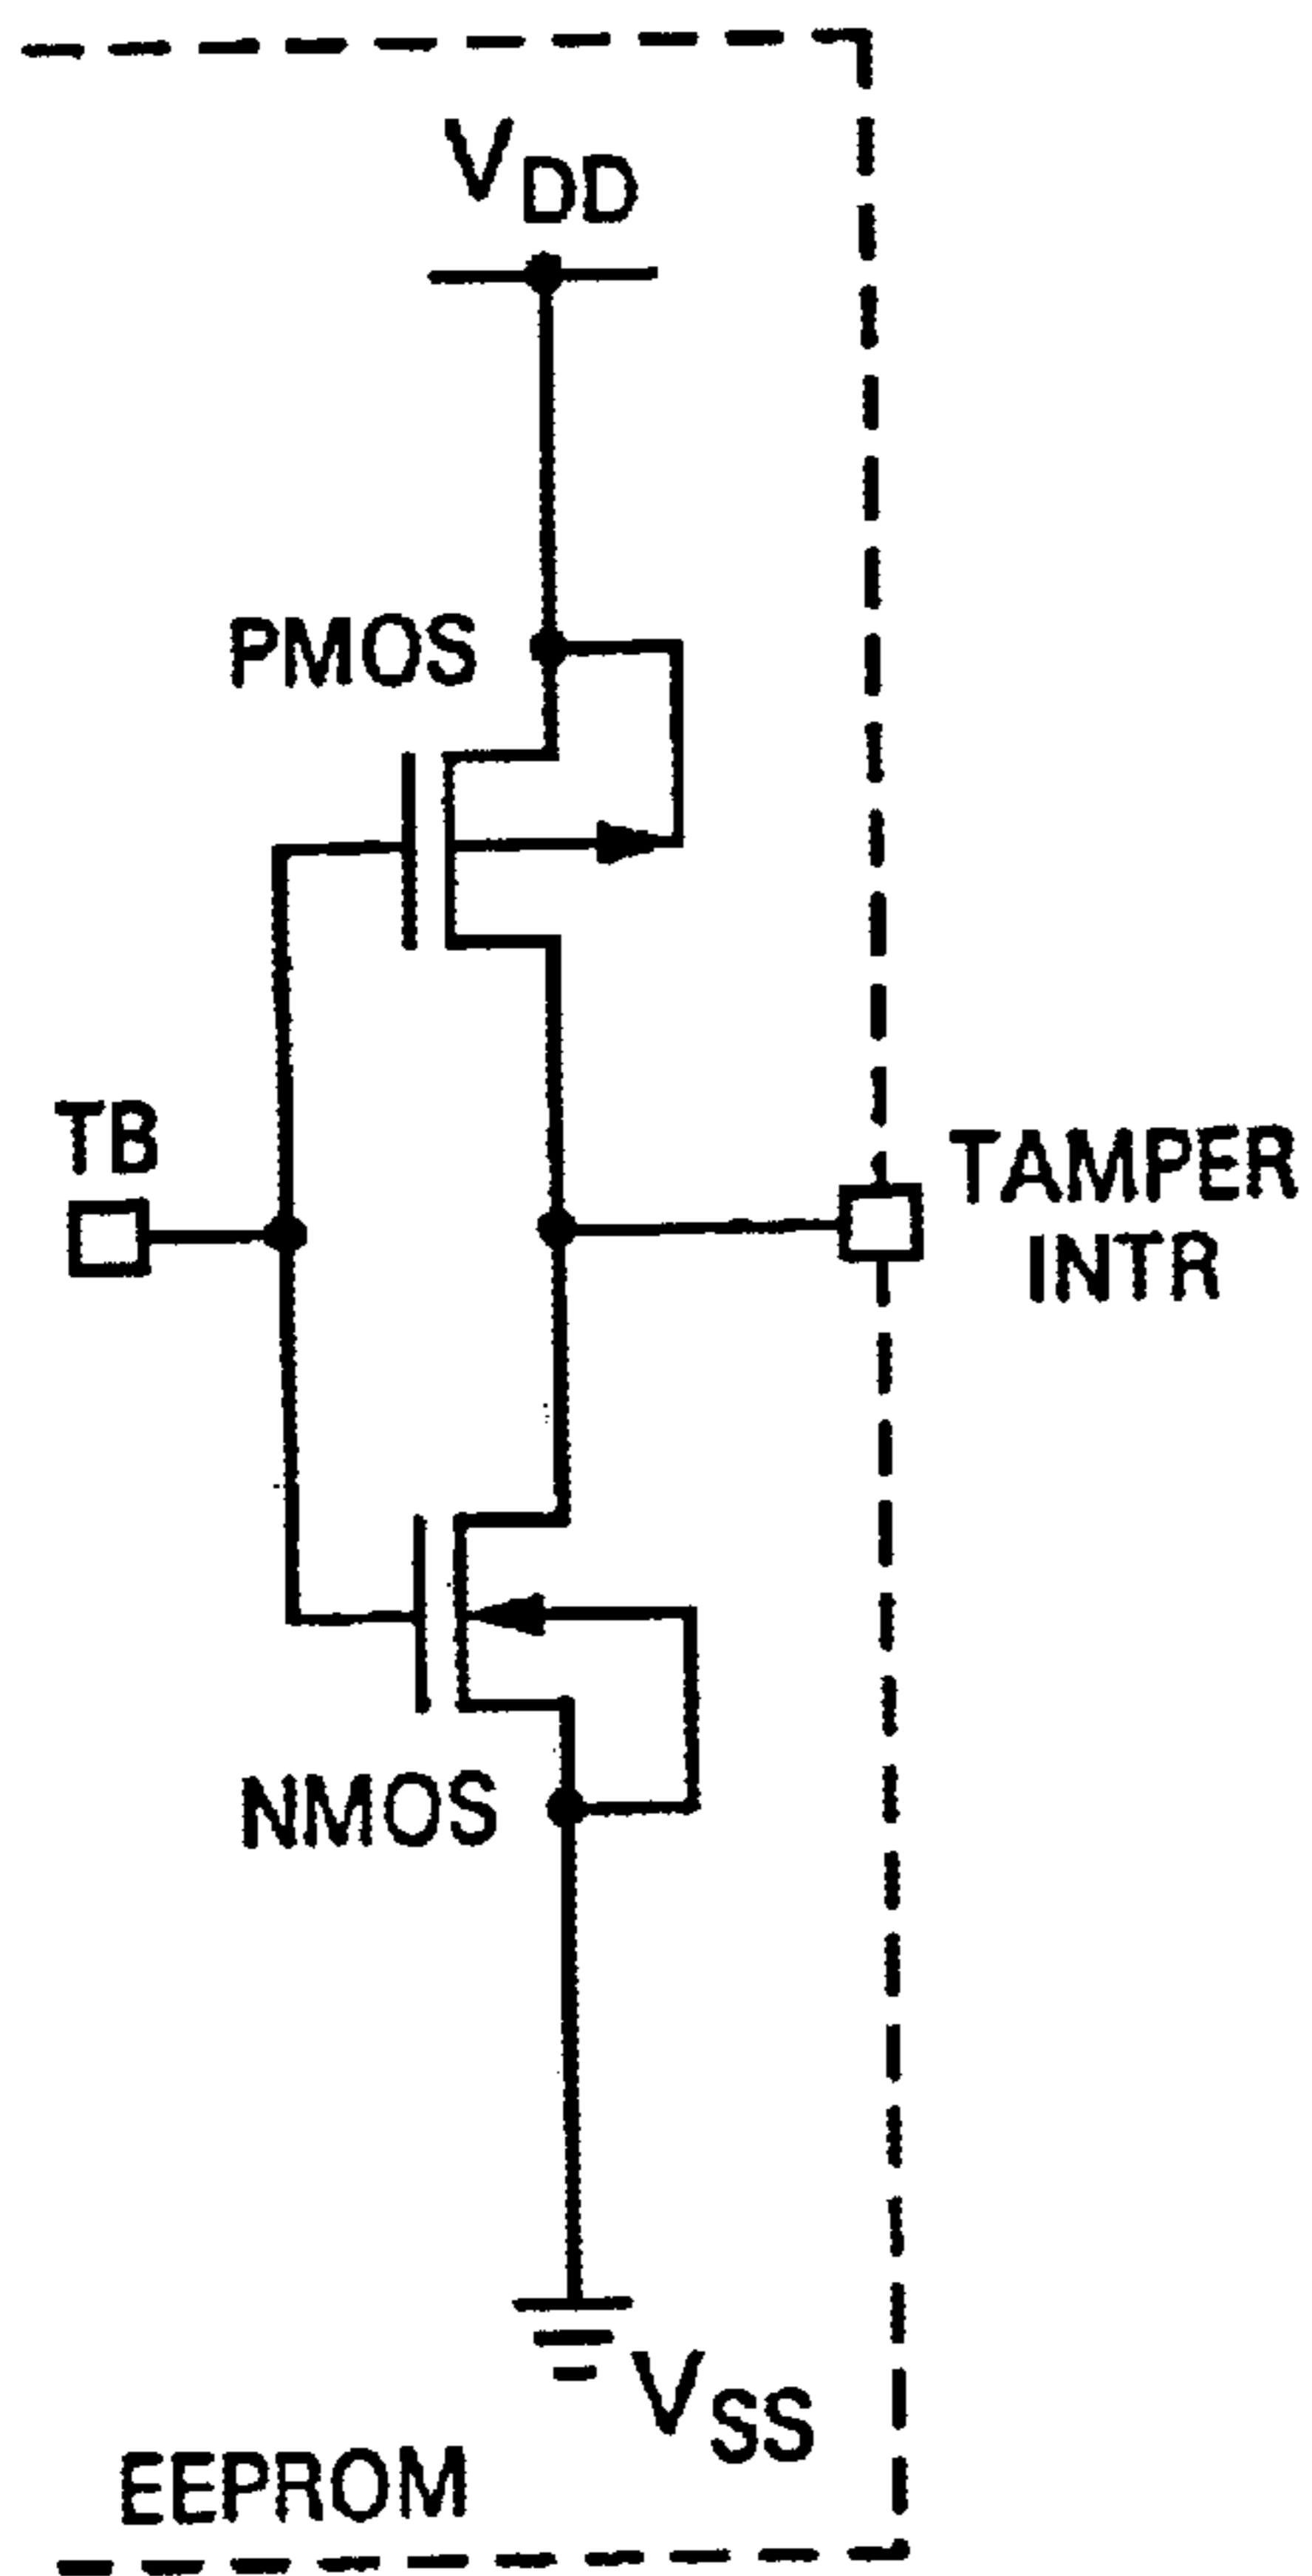 VDD
PMOS
TB
TAMPER
INTR
NMOS
VSS
EEPROM